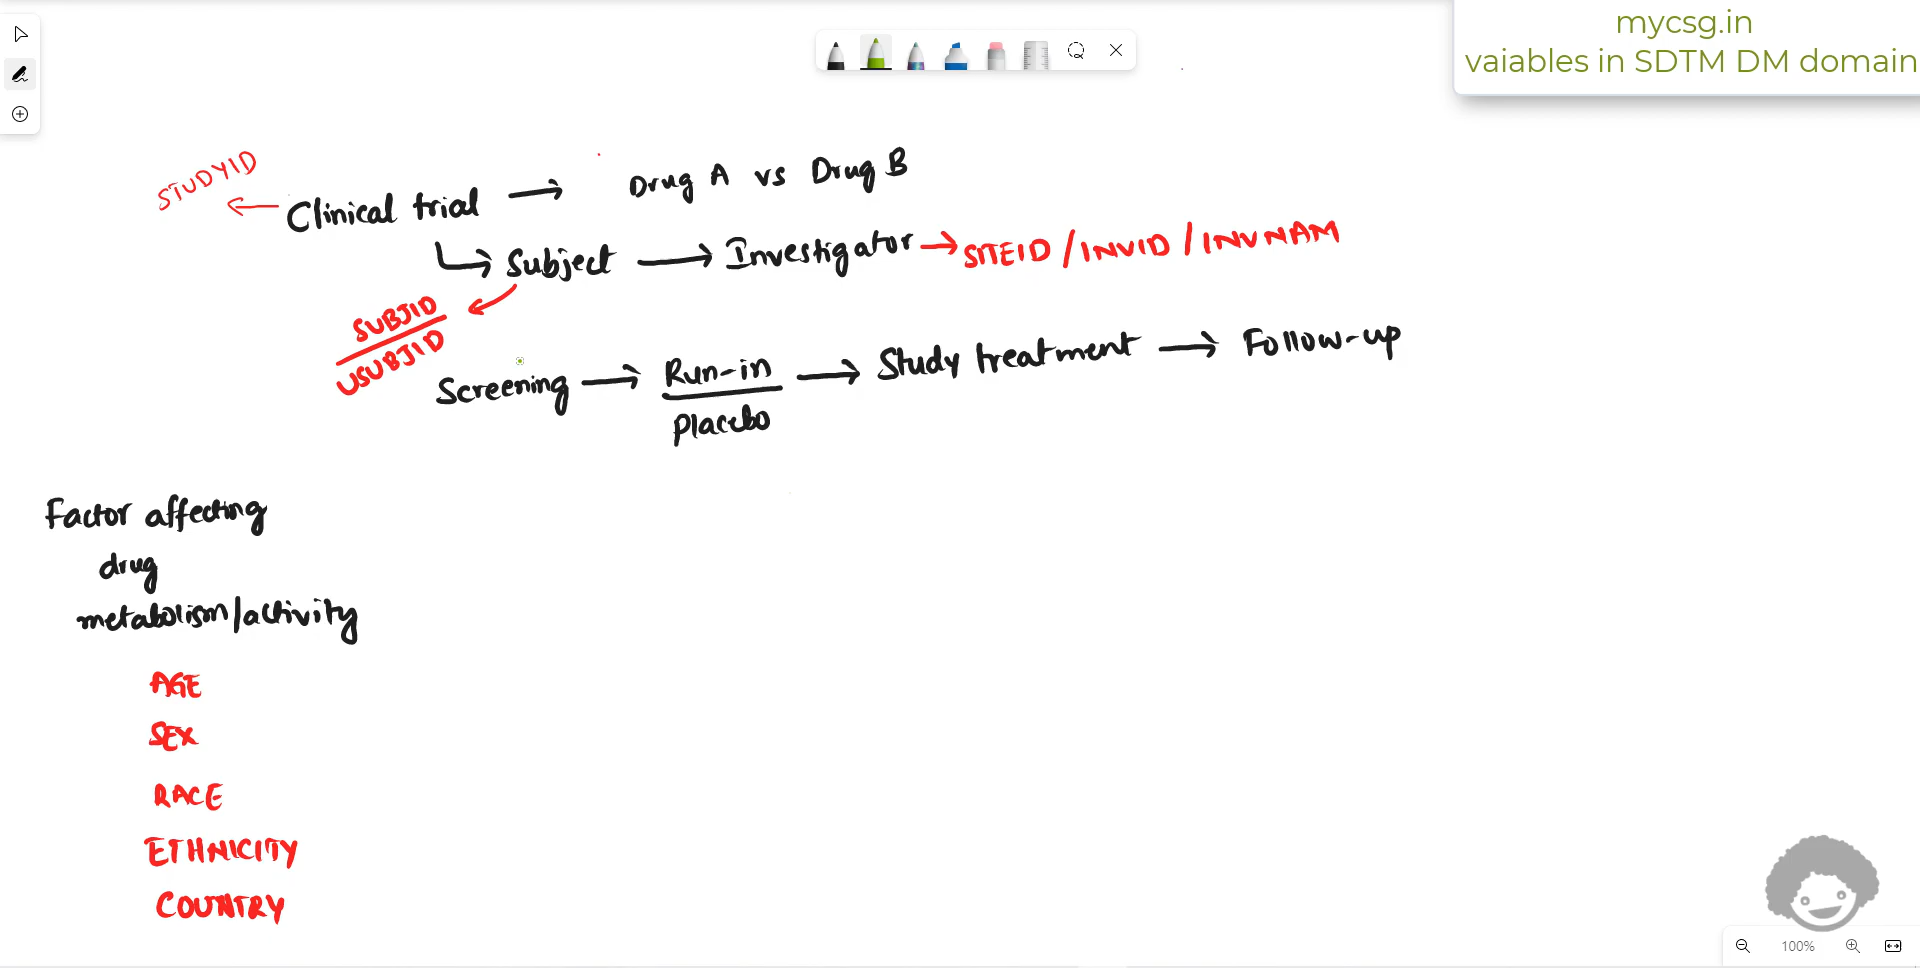 mycsg.in
vaiables in SDTM DM domain
STUDYID
Clinical trial → Drug A vs Drug B
Subject → Investigator → SITEID / INVID / INVNAM
SUBJID
USUBJID
Screening → Run-in → Study treatment → Follow-up
Placebo
Factor affecting
drug
metabolism/activity
AGE
SEX
RACE
ETHNICITY
COUNTRY
100%